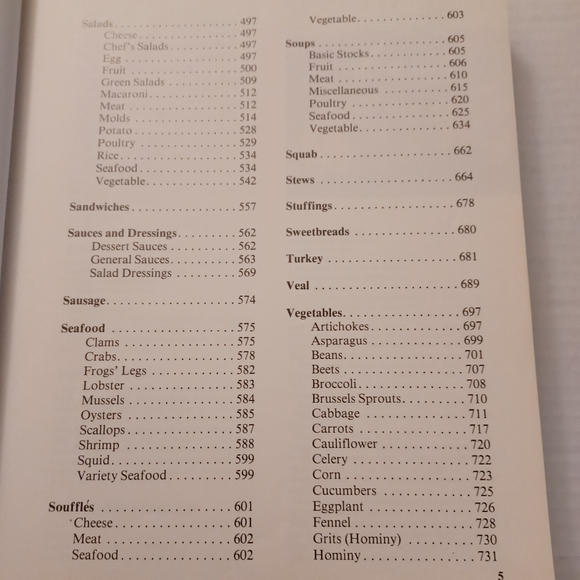 Salads . . . . . . . . . . . . . . . . . . . . 497
Cheese . . . . . . . . . . . . . . . . . . 497
Chef's Salads . . . . . . . . . . . . . . 497
Egg . . . . . . . . . . . . . . . . . . . . 497
Fruit . . . . . . . . . . . . . . . . . . . 500
Green Salads . . . . . . . . . . . . . . 509
Macaroni . . . . . . . . . . . . . . . . . 512
Meat . . . . . . . . . . . . . . . . . . . 512
Molds . . . . . . . . . . . . . . . . . . 514
Potato . . . . . . . . . . . . . . . . . . 528
Poultry . . . . . . . . . . . . . . . . . 529
Rice . . . . . . . . . . . . . . . . . . . 534
Seafood . . . . . . . . . . . . . . . . . 534
Vegetable . . . . . . . . . . . . . . . . 542
Sandwiches . . . . . . . . . . . . . . . . 557
Sauces and Dressings . . . . . . . . . . 562
Dessert Sauces . . . . . . . . . . . . . 562
General Sauces . . . . . . . . . . . . . 563
Salad Dressings . . . . . . . . . . . . 569
Sausage . . . . . . . . . . . . . . . . . . 574
Seafood . . . . . . . . . . . . . . . . . . 575
Clams . . . . . . . . . . . . . . . . . . 575
Crabs . . . . . . . . . . . . . . . . . . 578
Frogs' Legs . . . . . . . . . . . . . . . 582
Lobster . . . . . . . . . . . . . . . . . 583
Mussels . . . . . . . . . . . . . . . . . 584
Oysters . . . . . . . . . . . . . . . . . 585
Scallops . . . . . . . . . . . . . . . . 587
Shrimp . . . . . . . . . . . . . . . . . 588
Squid . . . . . . . . . . . . . . . . . . 599
Variety Seafood . . . . . . . . . . . . 599
Soufflés . . . . . . . . . . . . . . . . . 601
Cheese . . . . . . . . . . . . . . . . . 601
Meat . . . . . . . . . . . . . . . . . . . 602
Seafood . . . . . . . . . . . . . . . . . 602
Vegetable . . . . . . . . . . . . . . . . 603
Soups . . . . . . . . . . . . . . . . . . . 605
Basic Stocks . . . . . . . . . . . . . . 605
Fruit . . . . . . . . . . . . . . . . . . . 606
Meat . . . . . . . . . . . . . . . . . . . 610
Miscellaneous . . . . . . . . . . . . . 615
Poultry . . . . . . . . . . . . . . . . . 620
Seafood . . . . . . . . . . . . . . . . . 625
Vegetable . . . . . . . . . . . . . . . . 634
Squab . . . . . . . . . . . . . . . . . . . 662
Stews . . . . . . . . . . . . . . . . . . . 664
Stuffings . . . . . . . . . . . . . . . . . 678
Sweetbreads . . . . . . . . . . . . . . . 680
Turkey . . . . . . . . . . . . . . . . . . 681
Veal . . . . . . . . . . . . . . . . . . . . 689
Vegetables . . . . . . . . . . . . . . . . 697
Artichokes . . . . . . . . . . . . . . . 697
Asparagus . . . . . . . . . . . . . . . . 699
Beans . . . . . . . . . . . . . . . . . . 701
Beets . . . . . . . . . . . . . . . . . . 707
Broccoli . . . . . . . . . . . . . . . . 708
Brussels Sprouts . . . . . . . . . . . 710
Cabbage . . . . . . . . . . . . . . . . . 711
Carrots . . . . . . . . . . . . . . . . . 717
Cauliflower . . . . . . . . . . . . . . 720
Celery . . . . . . . . . . . . . . . . . . 722
Corn . . . . . . . . . . . . . . . . . . . 723
Cucumbers . . . . . . . . . . . . . . . 725
Eggplant . . . . . . . . . . . . . . . . 726
Fennel . . . . . . . . . . . . . . . . . . 728
Grits (Hominy) . . . . . . . . . . . . 730
Hominy . . . . . . . . . . . . . . . . . 731
5